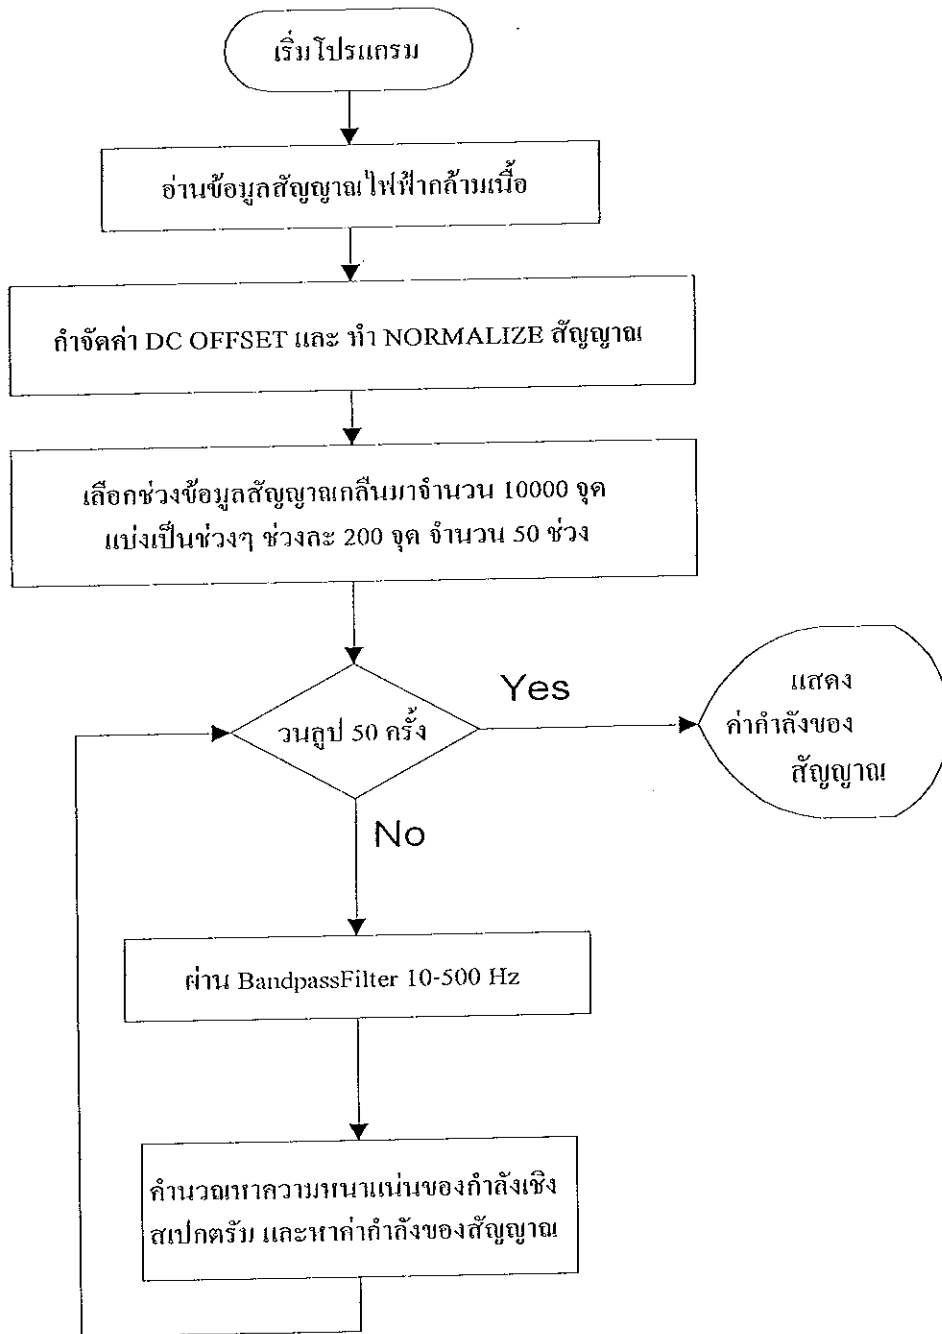 เริ่มโปรแกรม
อ่านข้อมูลสัญญาณไฟฟ้ากล้ามเนื้อ
กำจัดค่า DC OFFSET และ ทำ NORMALIZE สัญญาณ
เลือกช่วงข้อมูลสัญญาณกลืนมาจำนวน 10000 จุด
แบ่งเป็นช่วงๆ ช่วงละ 200 จุด จำนวน 50 ช่วง
วนลูป 50 ครั้ง
Yes
แสดง
ค่ากำลังของ
สัญญาณ
No
ผ่าน BandpassFilter 10-500 Hz
คำนวณหาความหนาแน่นของกำลังเชิง
สเปกตรัม และหาค่ากำลังของสัญญาณ